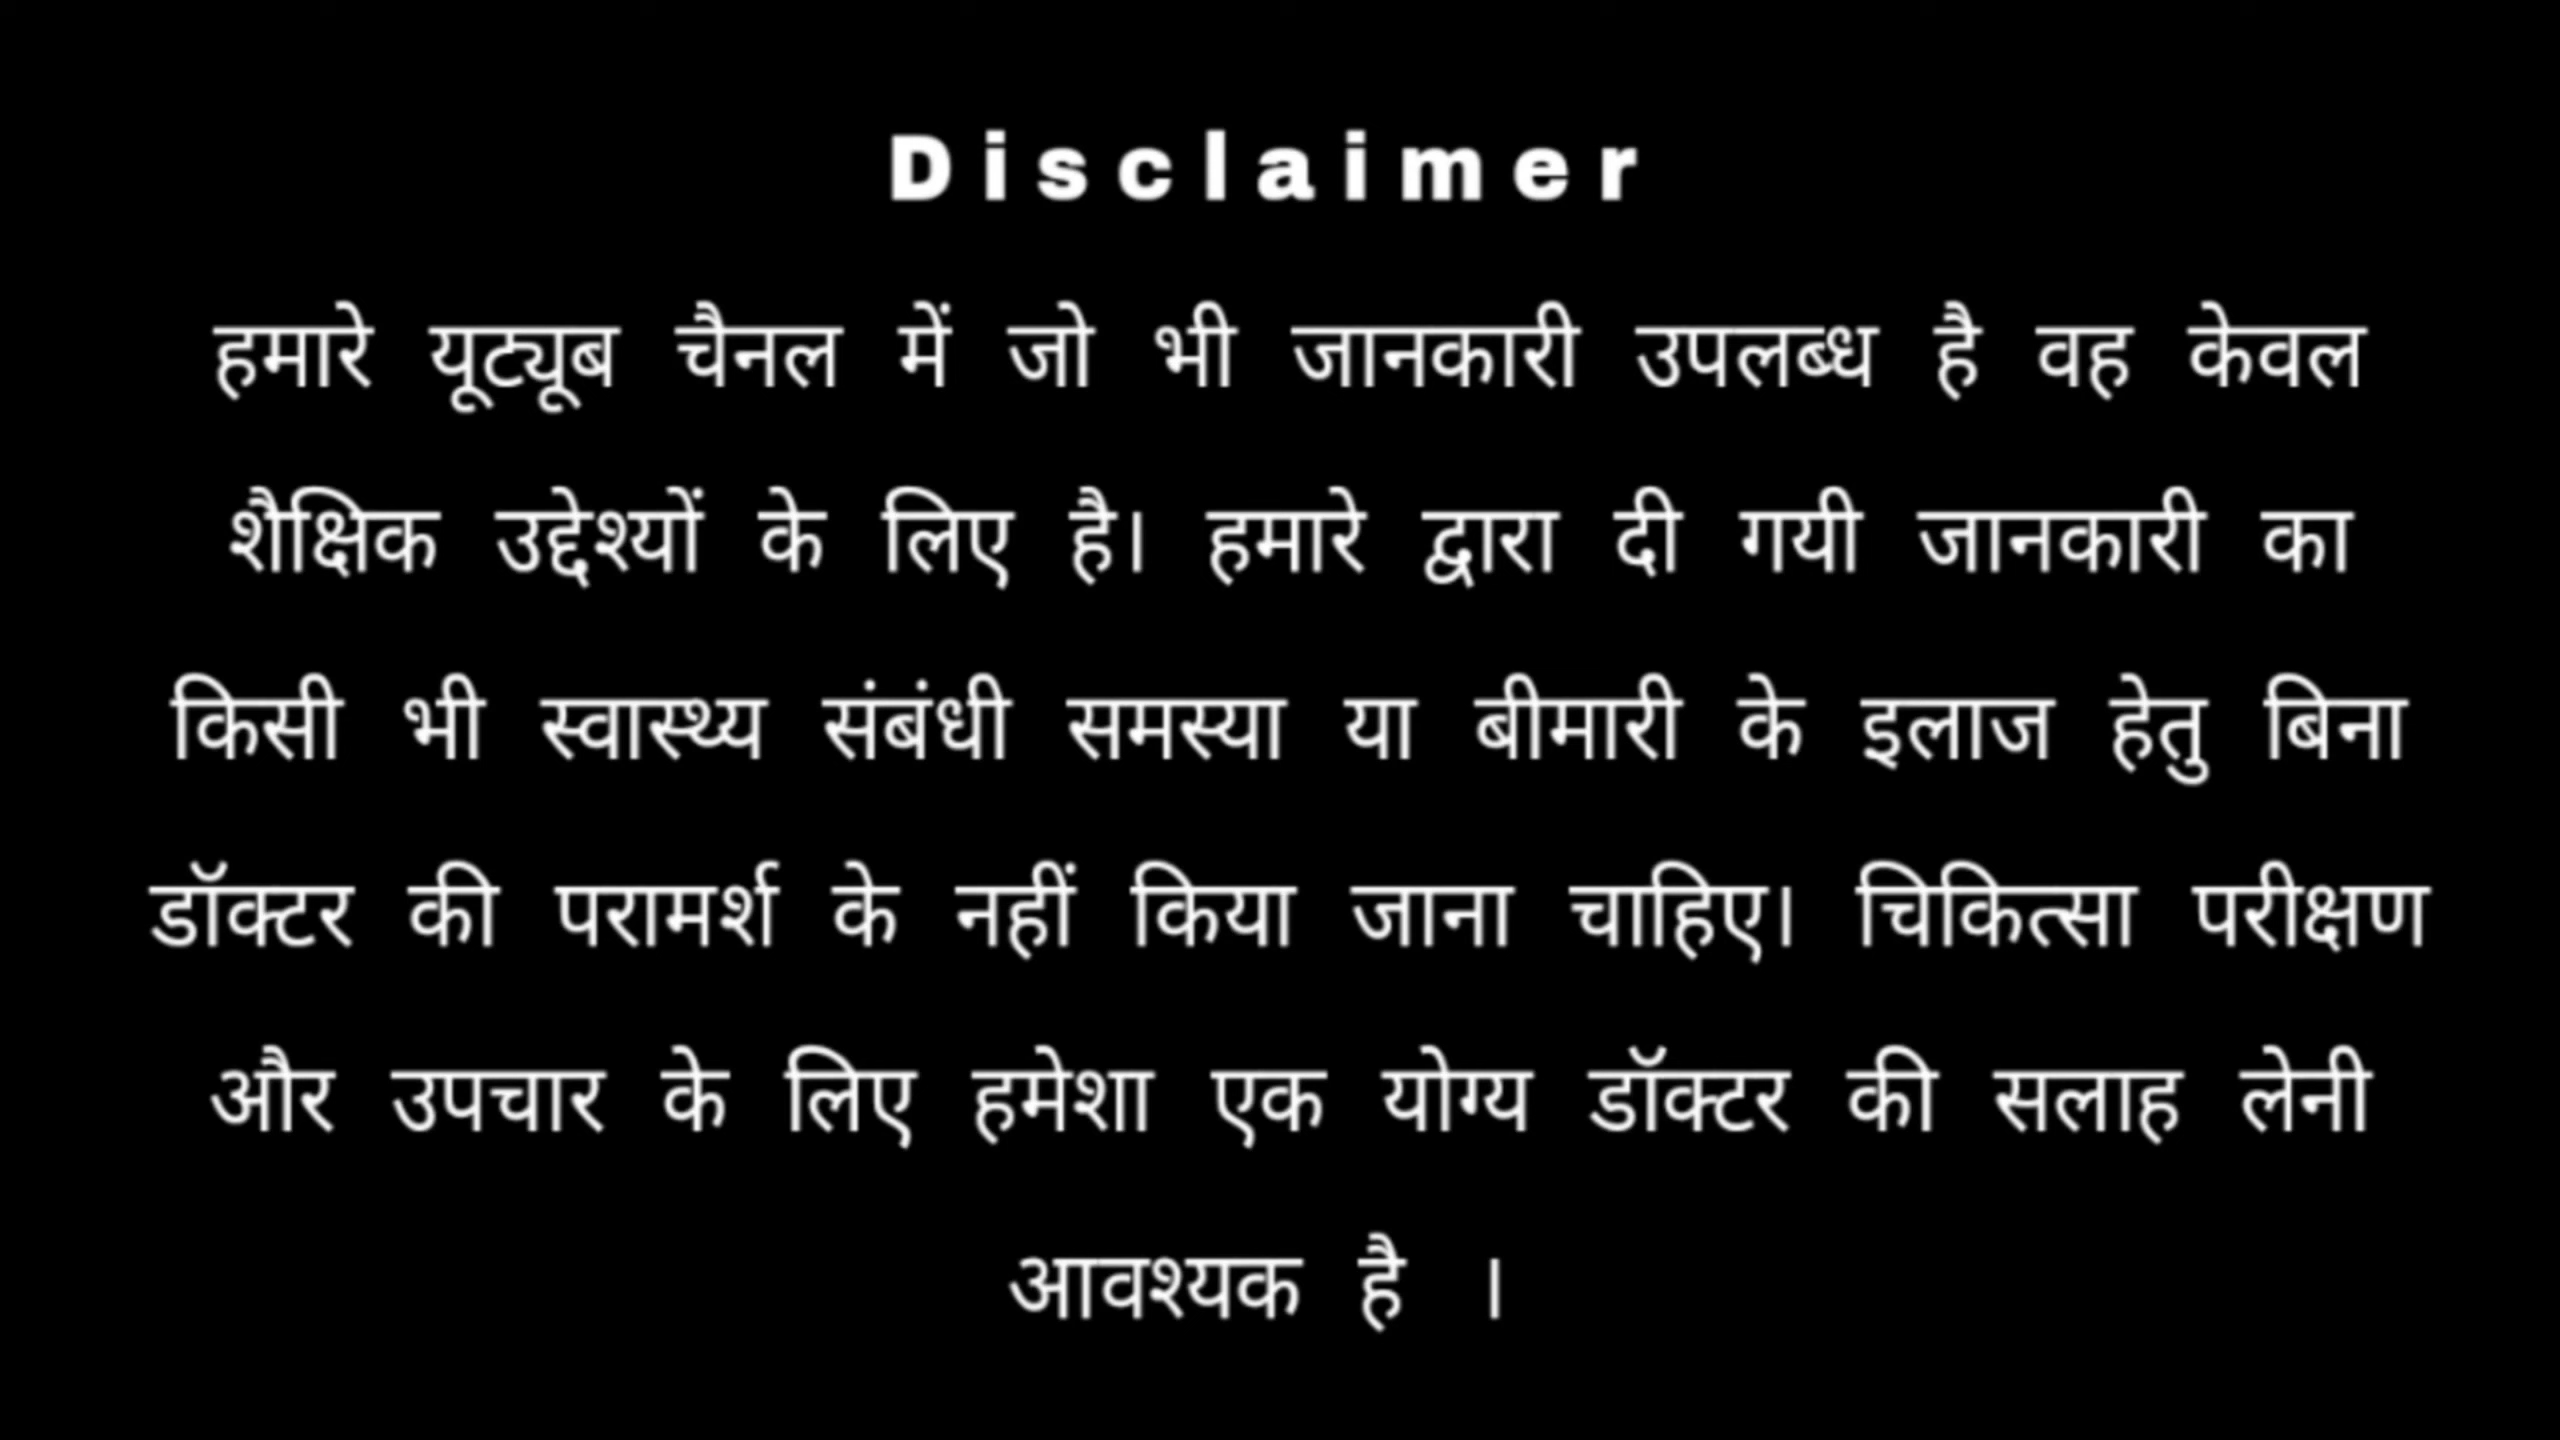 Disclaimer
हमारे यूट्यूब चैनल में जो भी जानकारी उपलब्ध है वह केवल
शैक्षिक उद्देश्यों के लिए है। हमारे द्वारा दी गयी जानकारी का
किसी भी स्वास्थ्य संबंधी समस्या या बीमारी के इलाज हेतु बिना
डॉक्टर की परामर्श के नहीं किया जाना चाहिए। चिकित्सा परीक्षण
और उपचार के लिए हमेशा एक योग्य डॉक्टर की सलाह लेनी
आवश्यक है ।